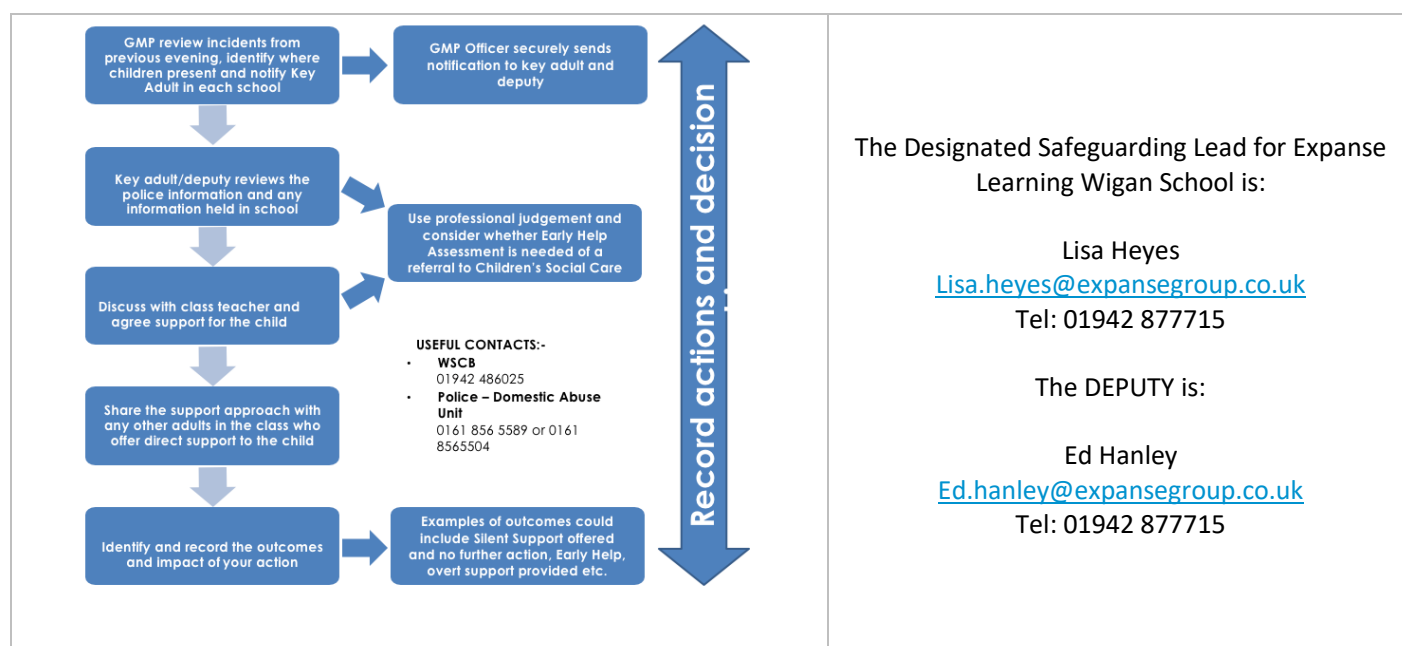 GMP review incidents from
previous evening, identify where
children present and notify Key
Adult in each school
GMP Officer securely sends
notification to key adult and
deputy
Key adult/deputy reviews the
police information and any
information held in school
Use professional judgement and
consider whether Early Help
Assessment is needed of a
referral to Children's Social Care
Discuss with class teacher and
agree support for the child
USEFUL CONTACTS:-
• WSCB
01942 486025
• Police – Domestic Abuse
Unit
0161 856 5589 or 0161
8565504
Share the support approach with
any other adults in the class who
offer direct support to the child
Identify and record the outcomes
and impact of your action
Examples of outcomes could
include Silent Support offered
and no further action, Early Help,
overt support provided etc.
Record actions and decision
The Designated Safeguarding Lead for Expanse
Learning Wigan School is:
Lisa Heyes
Lisa.heyes@expansegroup.co.uk
Tel: 01942 877715
The DEPUTY is:
Ed Hanley
Ed.hanley@expansegroup.co.uk
Tel: 01942 877715